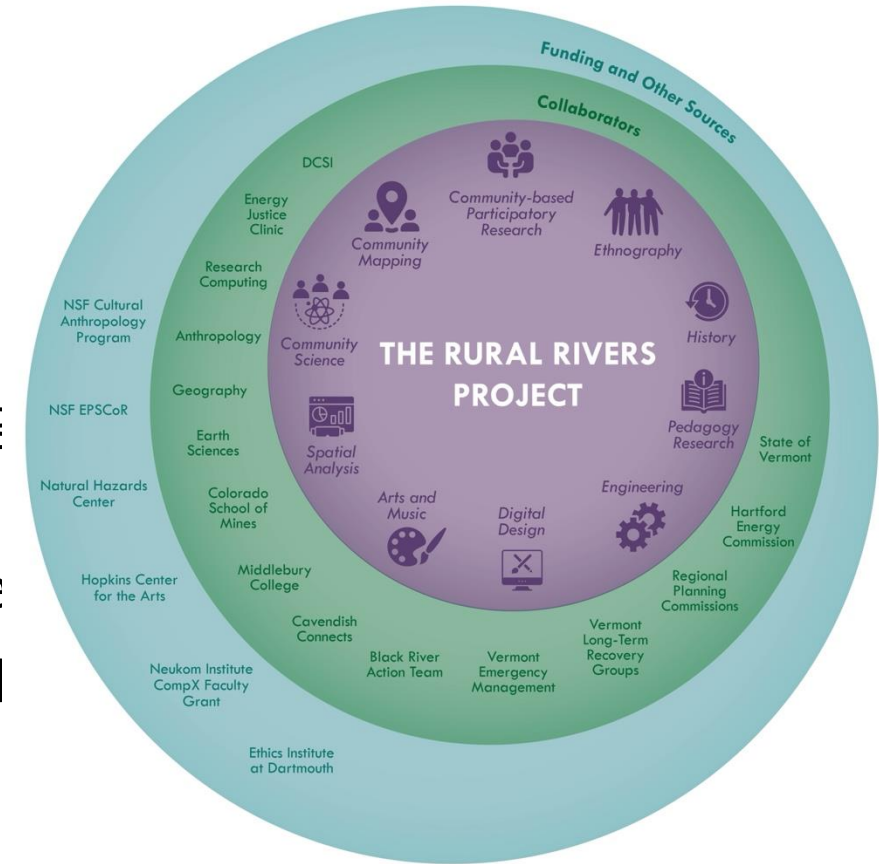 Funding and Other Sources
Collaborators
DCSI
Energy
Justice
Clinic
Research
Computing
Anthropology
Geography
Earth
Sciences
Colorado
School of
Mines
Middlebury
College
Cavendish
Connects
Black River
Action Team
Vermont
Emergency
Management
Vermont
Long-Term
Recovery
Groups
Regional
Planning
Commissions
Hartford
Energy
Commission
State of
Vermont
NSF Cultural
Anthropology
Program
NSF EPSCoR
Natural Hazards
Center
Hopkins Center
for the Arts
Neukom Institute
CompX Faculty
Grant
Ethics Institute
at Dartmouth
THE RURAL RIVERS
PROJECT
Community-based
Participatory
Research
Ethnography
History
Pedagogy
Research
Engineering
Digital
Design
Arts and
Music
Spatial
Analysis
Community
Science
Community
Mapping